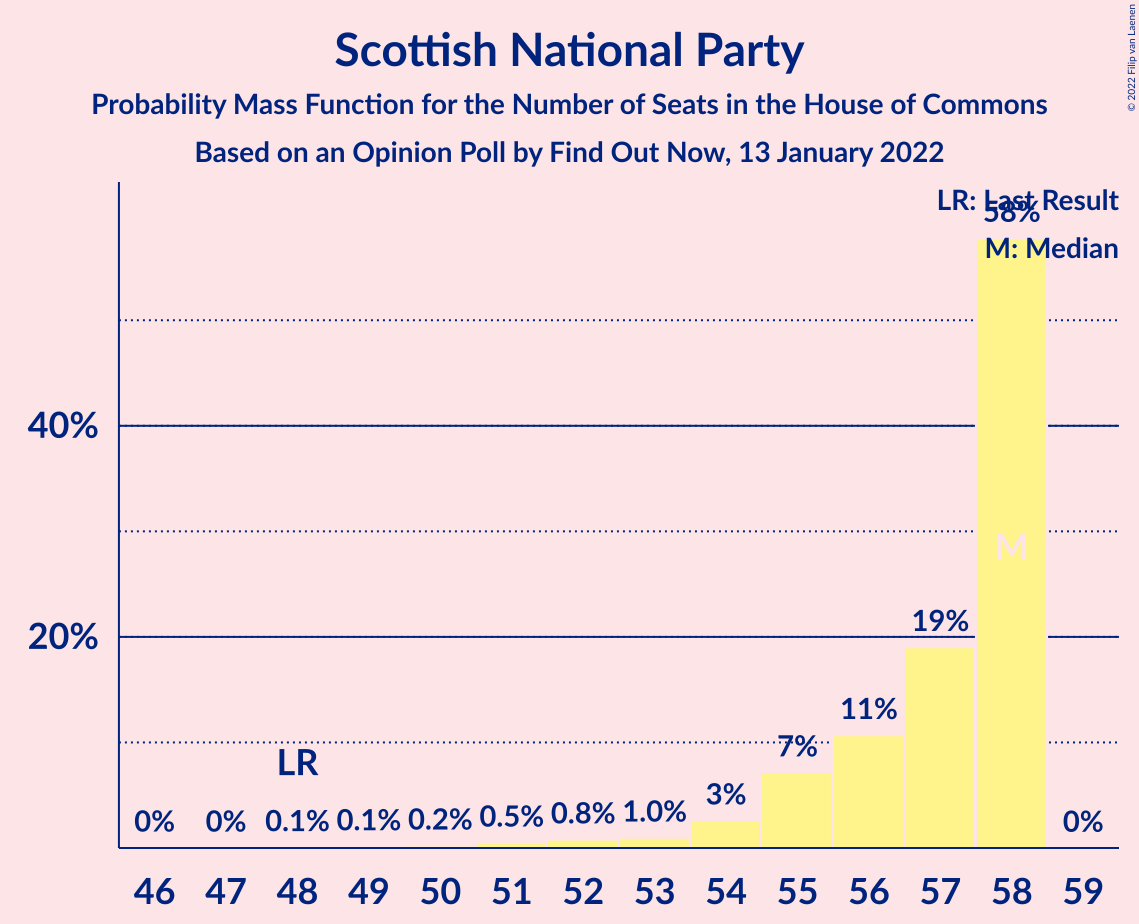 Scottish National Party
Probability Mass Function for the Number of Seats in the House of Commons
Based on an Opinion Poll by Find Out Now, 13 January 2022
© 2022 Filip van Laenen
LR: Last Result
M: Median
58%
40%
20%
M
19%
11%
7%
3%
LR
0% 0% 0.1% 0.1% 0.2% 0.5% 0.8% 1.0% 0%
46 47 48 49 50 51 52 53 54 55 56 57 58 59